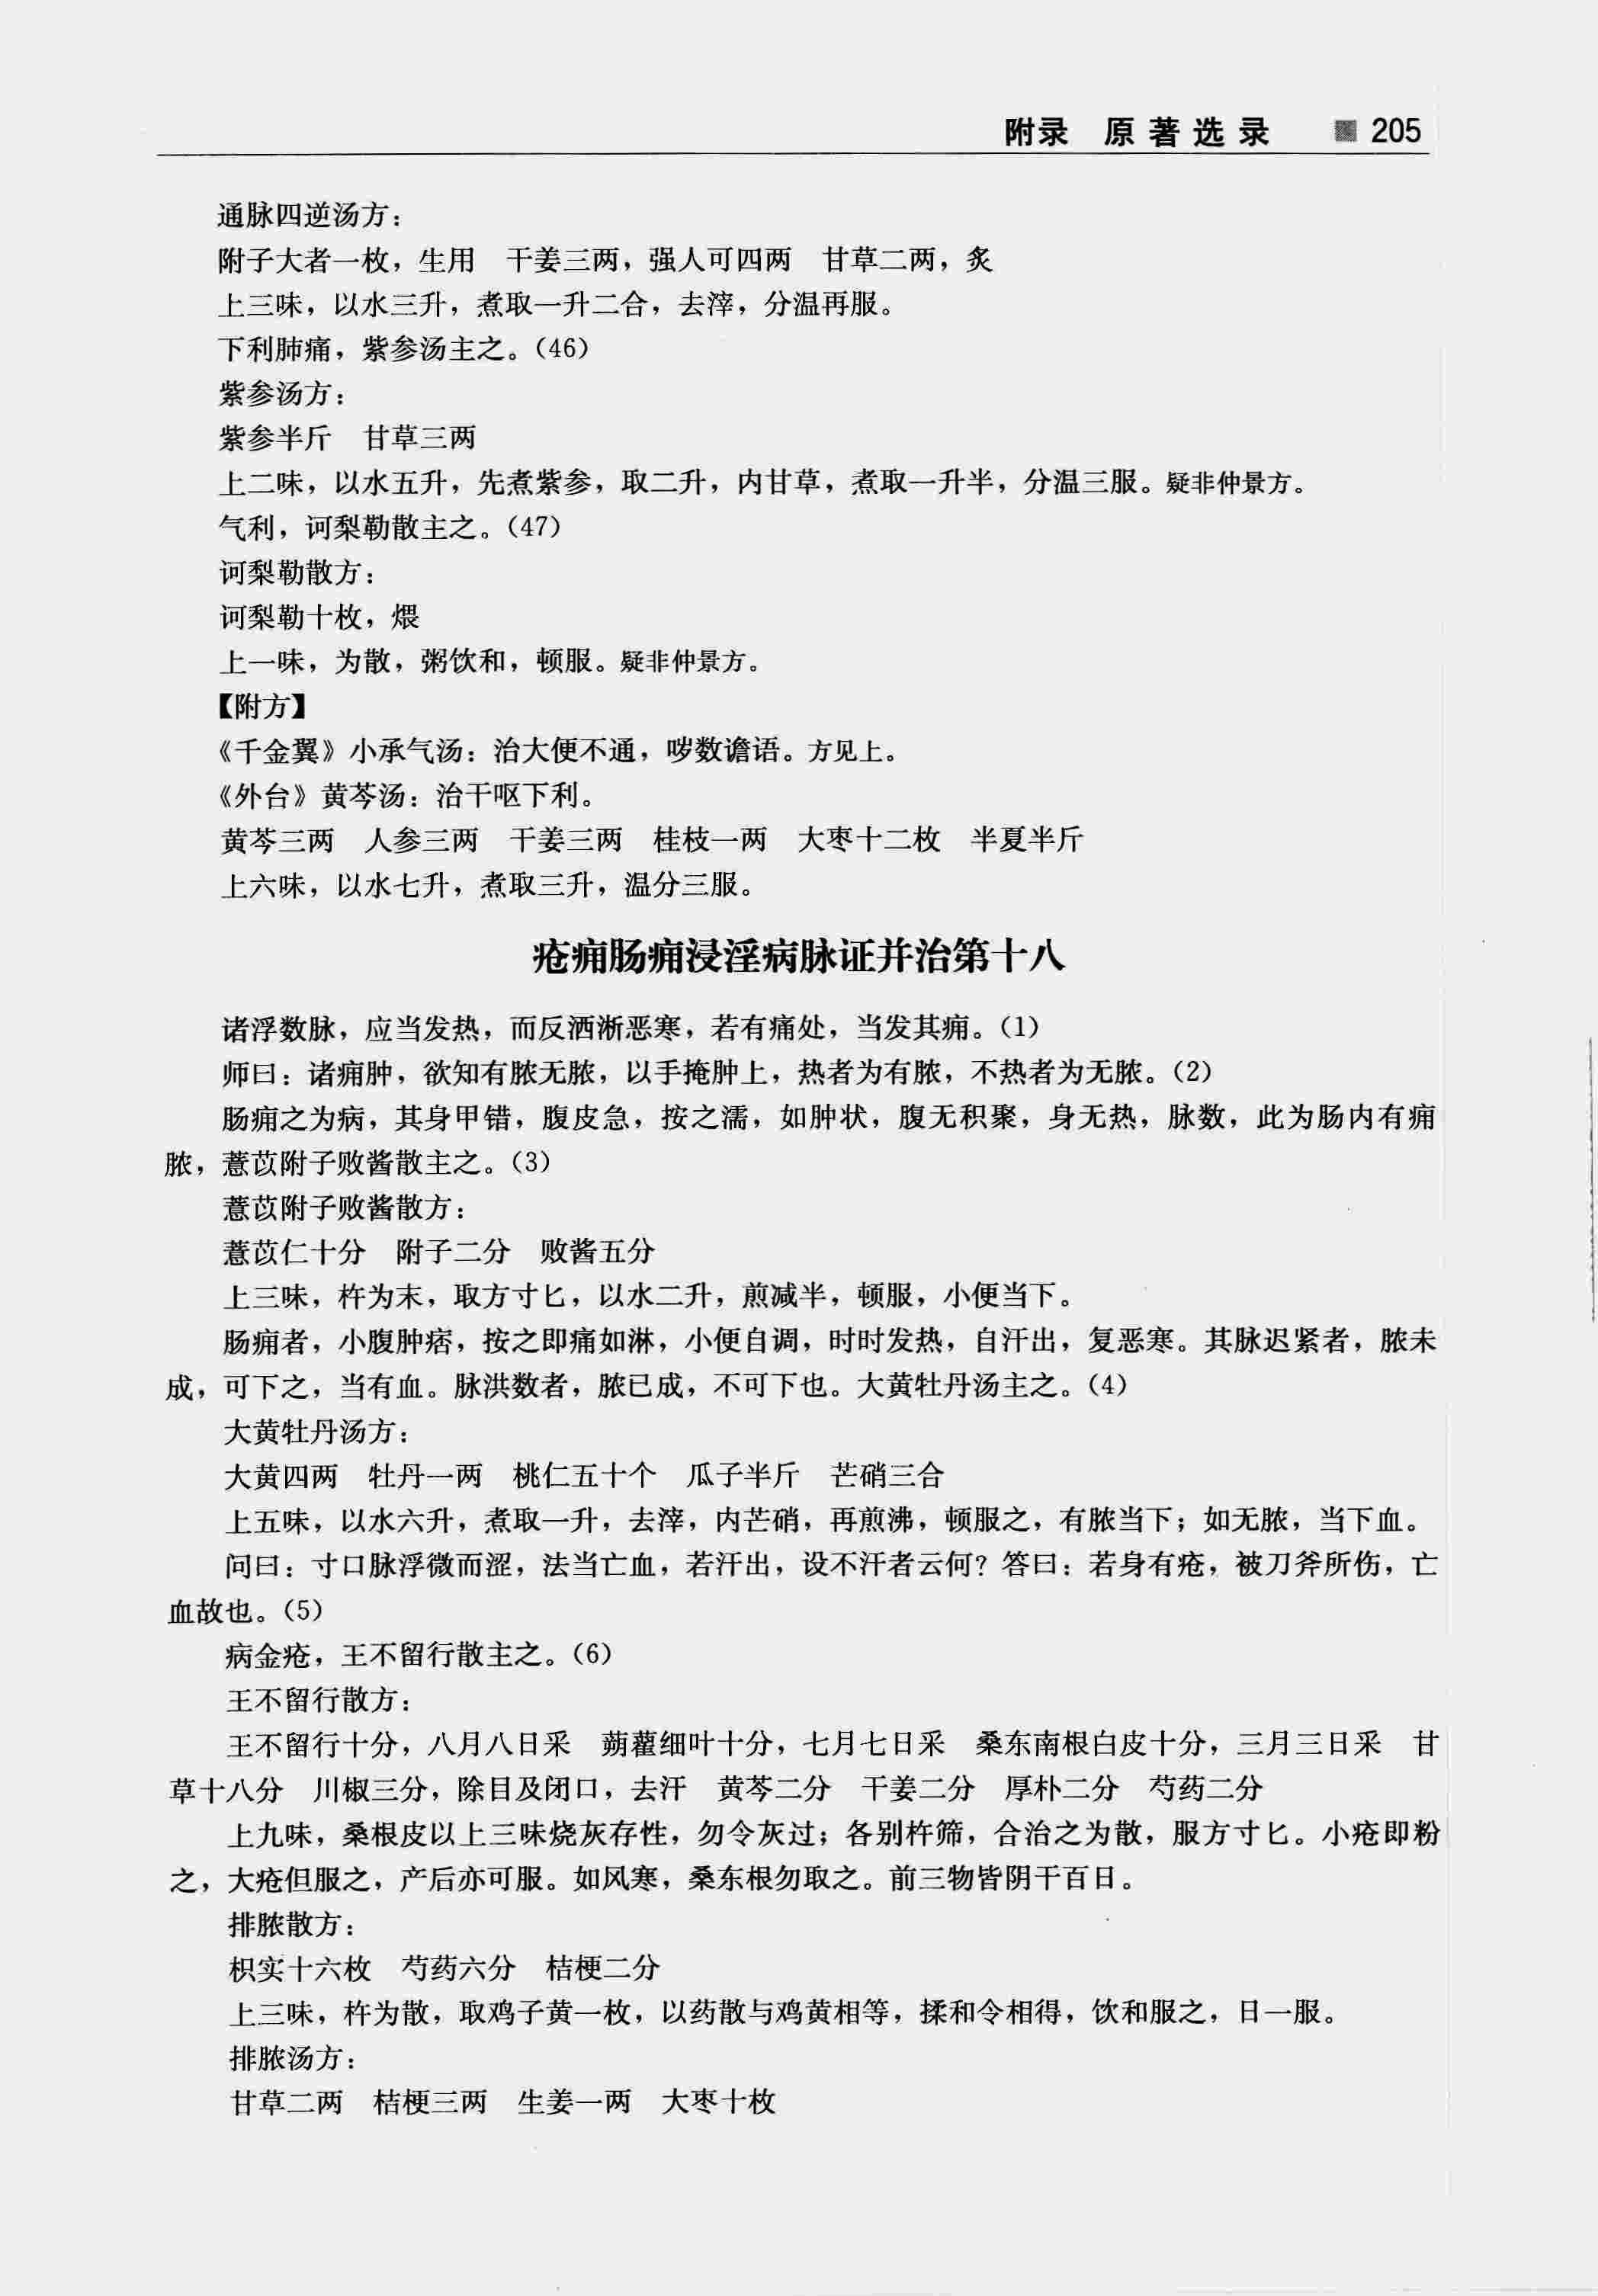 附录 原著选录 ■ 205
通脉四逆汤方：
附子大者一枚，生用 干姜三两，强人可四两 甘草二两，炙
上三味，以水三升，煮取一升二合，去滓，分温再服。
下利肺痛，紫参汤主之。（46）
紫参汤方：
紫参半斤 甘草三两
上二味，以水五升，先煮紫参，取二升，内甘草，煮取一升半，分温三服。疑非仲景方。
气利，诃梨勒散主之。（47）
诃梨勒散方：
诃梨勒十枚，煨
上一味，为散，粥饮和，顿服。疑非仲景方。
【附方】
《千金翼》小承气汤：治大便不通，哕数谵语。方见上。
《外台》黄芩汤：治干呕下利。
黄芩三两 人参三两 干姜三两 桂枝一两 大枣十二枚 半夏半斤
上六味，以水七升，煮取三升，温分三服。
疮痈肠痈浸淫病脉证并治第十八
诸浮数脉，应当发热，而反洒淅恶寒，若有痛处，当发其痈。（1）
师曰：诸痈肿，欲知有脓无脓，以手掩肿上，热者为有脓，不热者为无脓。（2）
肠痈之为病，其身甲错，腹皮急，按之濡，如肿状，腹无积聚，身无热，脉数，此为肠内有痈
脓，薏苡附子败酱散主之。（3）
薏苡附子败酱散方：
薏苡仁十分 附子二分 败酱五分
上三味，杵为末，取方寸匕，以水二升，煎减半，顿服，小便当下。
肠痈者，小腹肿痞，按之即痛如淋，小便自调，时时发热，自汗出，复恶寒。其脉迟紧者，脓未
成，可下之，当有血。脉洪数者，脓已成，不可下也。大黄牡丹汤主之。（4）
大黄牡丹汤方：
大黄四两 牡丹一两 桃仁五十个 瓜子半斤 芒硝三合
上五味，以水六升，煮取一升，去滓，内芒硝，再煎沸，顿服之，有脓当下；如无脓，当下血。
问曰：寸口脉浮微而涩，法当亡血，若汗出，设不汗者云何？答曰：若身有疮，被刀斧所伤，亡
血故也。（5）
病金疮，王不留行散主之。（6）
王不留行散方：
王不留行十分，八月八日采 蒴藋细叶十分，七月七日采 桑东南根白皮十分，三月三日采 甘
草十八分 川椒三分，除目及闭口，去汗 黄芩二分 干姜二分 厚朴二分 芍药二分
上九味，桑根皮以上三味烧灰存性，勿令灰过；各别杵筛，合治之为散，服方寸匕。小疮即粉
之，大疮但服之，产后亦可服。如风寒，桑东根勿取之。前三物皆阴干百日。
排脓散方：
枳实十六枚 芍药六分 桔梗二分
上三味，杵为散，取鸡子黄一枚，以药散与鸡黄相等，揉和令相得，饮和服之，日一服。
排脓汤方：
甘草二两 桔梗三两 生姜一两 大枣十枚